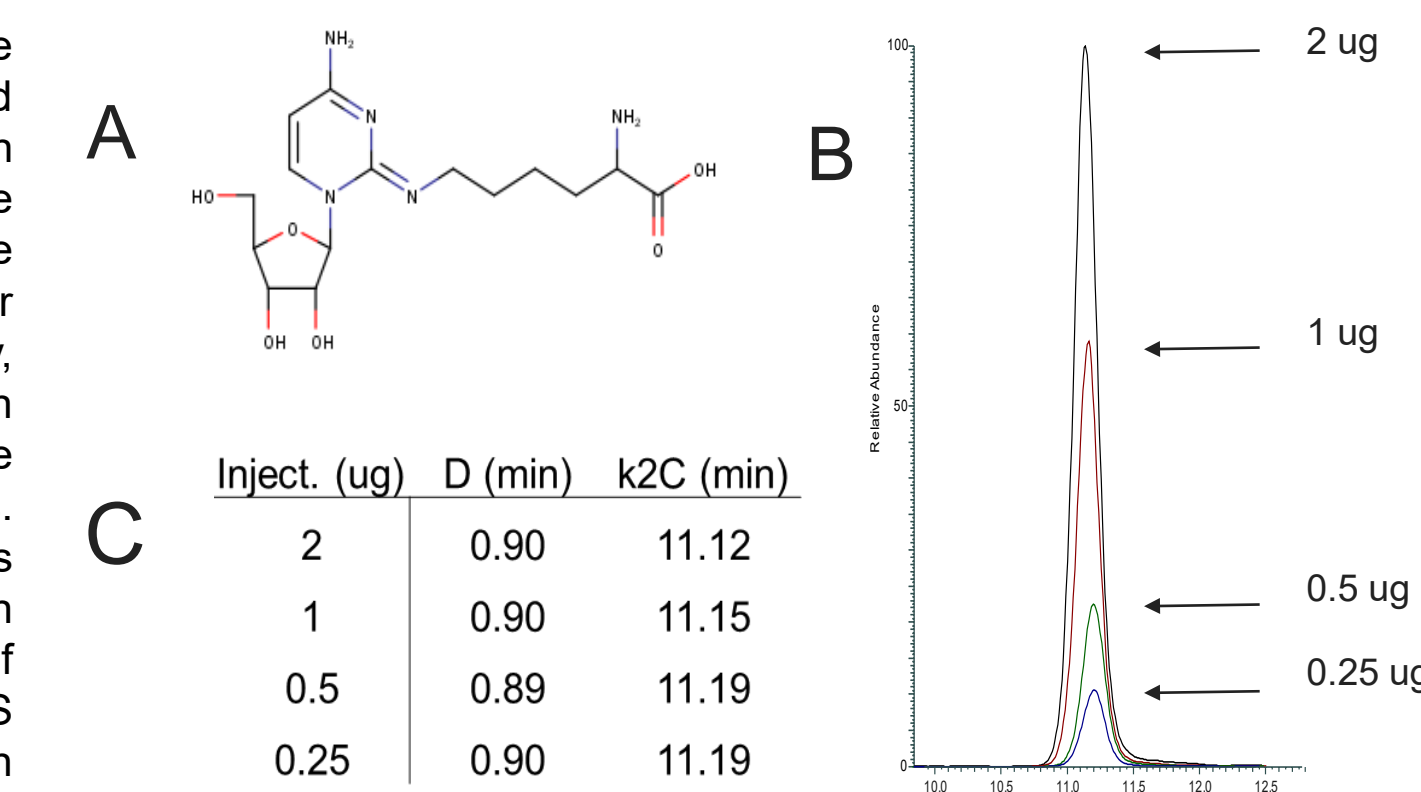 A
NH₂
N
N
N
NH₂
OH
O
HO
O
OH OH
B
100
50
0
Relative Abundance
10.0 10.5 11.0 11.5 12.0 12.5
2 ug
1 ug
0.5 ug
0.25 ug
C
Inject. (ug) D (min) k2C (min)
2 0.90 11.12
1 0.90 11.15
0.5 0.89 11.19
0.25 0.90 11.19